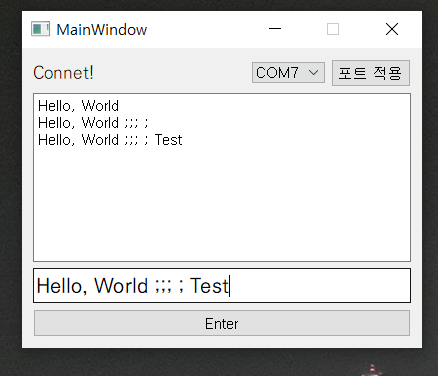 MainWindow
Connet!
COM7
포트 적용
Hello, World
Hello, World ;;; ;
Hello, World ;;; ; Test
Hello, World ;;; ; Test
Enter